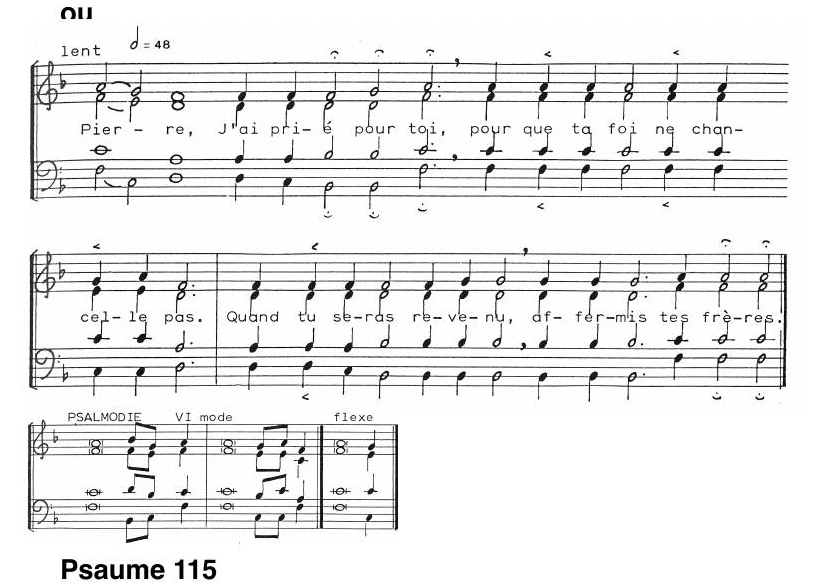 ou
lent 𝅗𝅥 = 48
Pier - re, J'ai pri- é pour toi, pour que ta foi ne chan-
cel- le pas. Quand tu se-ras re-ve-nu, af- fer-mis tes frè-res.
PSALMODIE VI mode flexe
Psaume 115